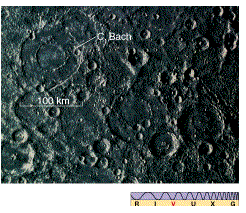 C. Bach
100 km
R I V U X G